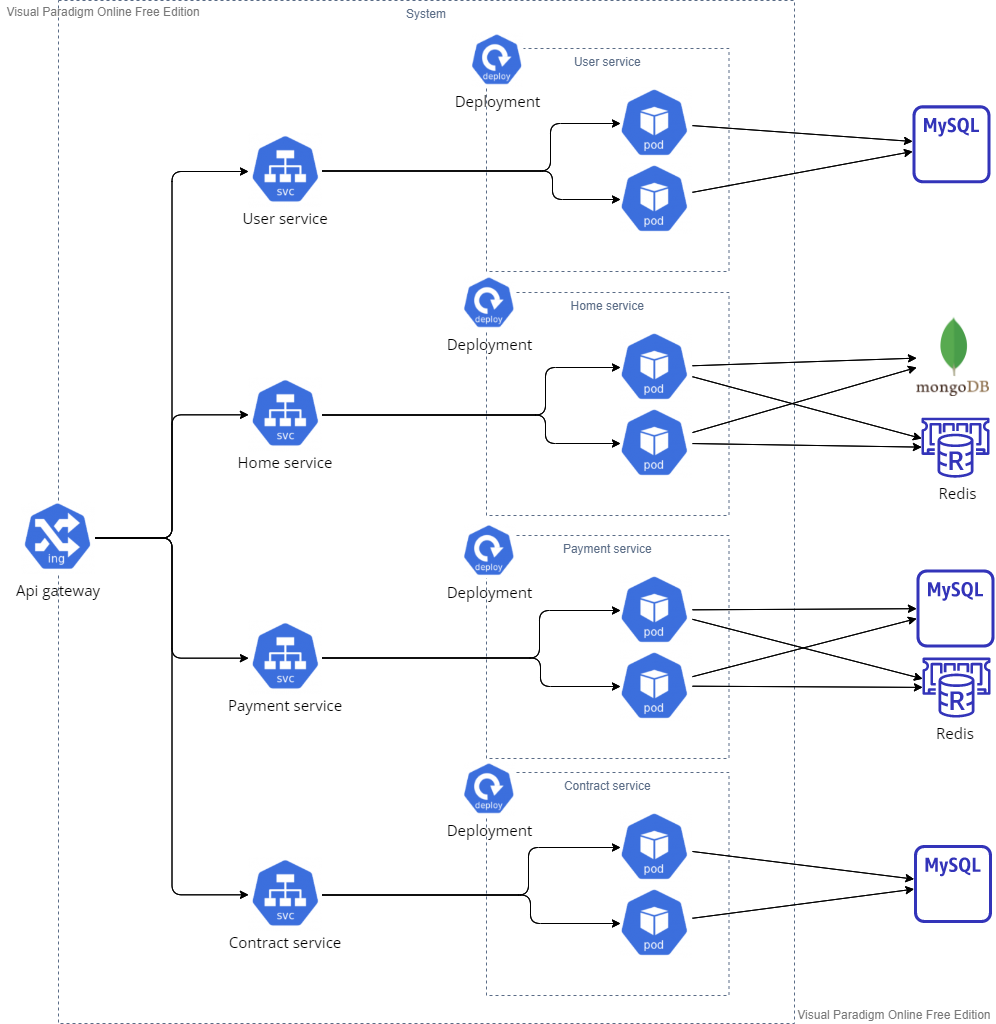 Visual Paradigm Online Free Edition
System
deploy
Deployment
User service
pod
pod
svc
User service
MySQL
deploy
Deployment
Home service
pod
pod
svc
Home service
mongoDB
R
Redis
ing
Api gateway
deploy
Deployment
Payment service
pod
pod
svc
Payment service
MySQL
R
Redis
deploy
Deployment
Contract service
pod
pod
svc
Contract service
MySQL
Visual Paradigm Online Free Edition